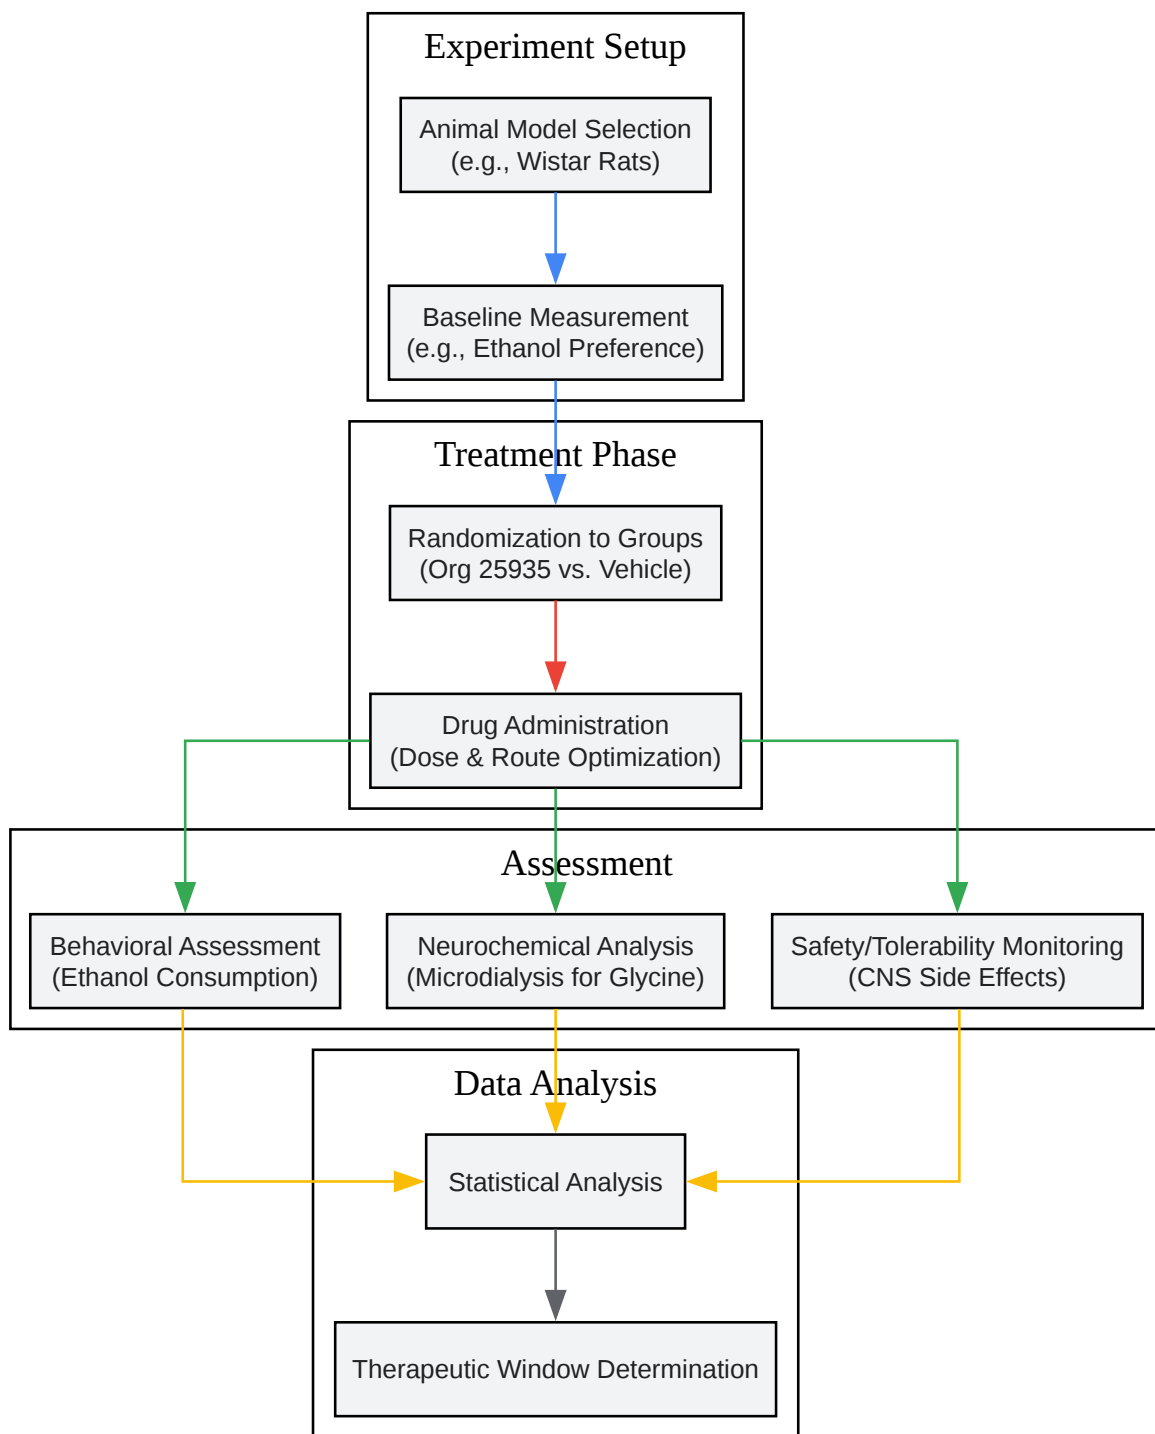 Experiment Setup
Animal Model Selection
(e.g., Wistar Rats)
Baseline Measurement
(e.g., Ethanol Preference)
Treatment Phase
Randomization to Groups
(Org 25935 vs. Vehicle)
Drug Administration
(Dose & Route Optimization)
Assessment
Behavioral Assessment
(Ethanol Consumption)
Neurochemical Analysis
(Microdialysis for Glycine)
Safety/Tolerability Monitoring
(CNS Side Effects)
Data Analysis
Statistical Analysis
Therapeutic Window Determination